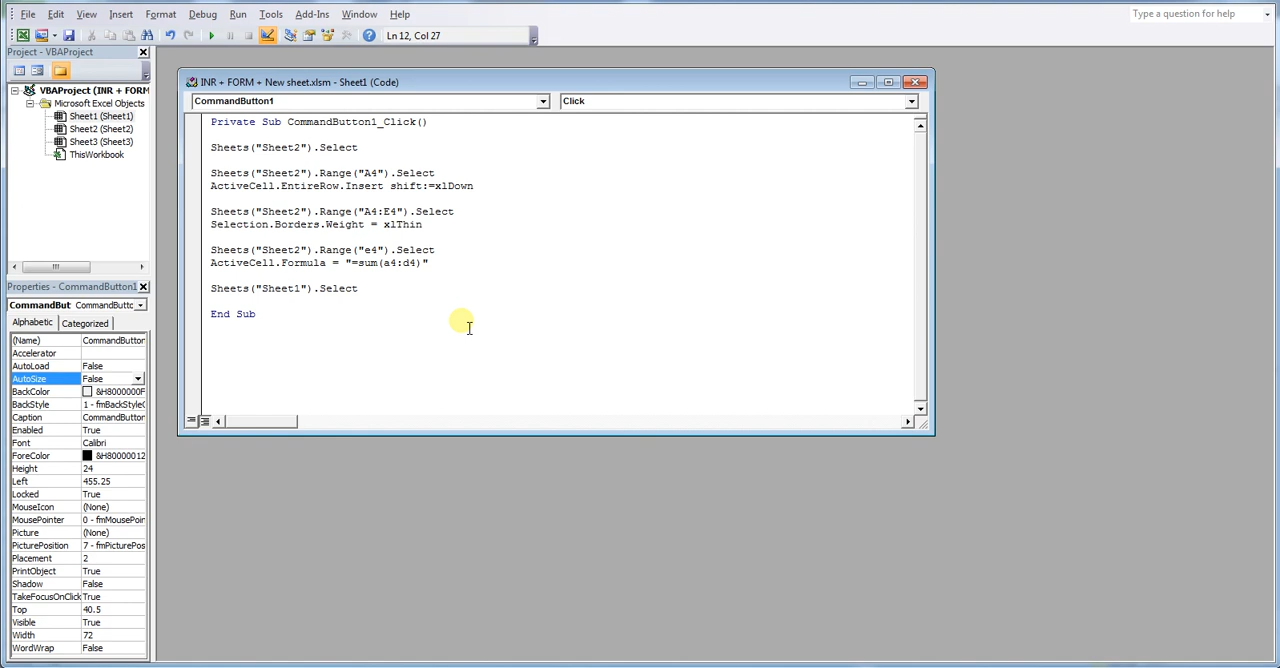 File Edit View Insert Format Debug Run Tools Add-Ins Window Help
Type a question for help
Ln 12, Col 27
Project - VBAProject
VBAProject (INR + FORM
Microsoft Excel Objects
Sheet1 (Sheet1)
Sheet2 (Sheet2)
Sheet3 (Sheet3)
ThisWorkbook
INR + FORM + New sheet.xlsm - Sheet1 (Code)
CommandButton1
Click
Private Sub CommandButton1_Click()
Sheets("Sheet2").Select
Sheets("Sheet2").Range("A4").Select
ActiveCell.EntireRow.Insert shift:=xlDown
Sheets("Sheet2").Range("A4:E4").Select
Selection.Borders.Weight = xlThin
Sheets("Sheet2").Range("e4").Select
ActiveCell.Formula = "=sum(a4:d4)"
Sheets("Sheet1").Select
End Sub
Properties - CommandButton1
CommandBut CommandButto
Alphabetic Categorized
(Name) CommandButton
Accelerator
AutoLoad False
AutoSize False
BackColor &H8000000F
BackStyle 1 - fmBackStyleO
Caption CommandButton
Enabled True
Font Calibri
ForeColor &H80000012
Height 24
Left 455.25
Locked True
MouseIcon (None)
MousePointer 0 - fmMousePoin
Picture (None)
PicturePosition 7 - fmPicturePos
Placement 2
PrintObject True
Shadow False
TakeFocusOnClick True
Top 40.5
Visible True
Width 72
WordWrap False